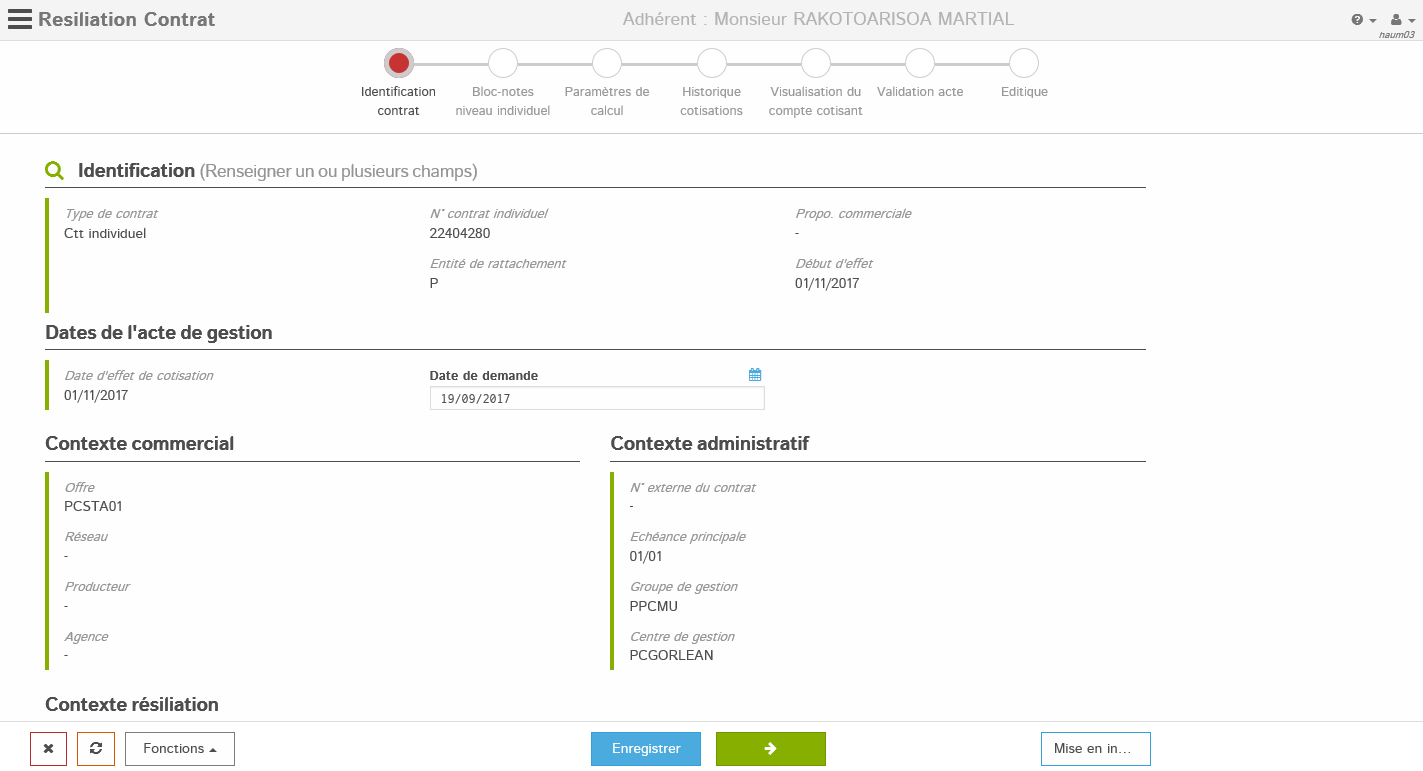 Resiliation Contrat
Adhérent : Monsieur RAKOTOARISOA MARTIAL
haum03
Identification contrat
Bloc-notes niveau individuel
Paramètres de calcul
Historique cotisations
Visualisation du compte cotisant
Validation acte
Editique
Identification (Renseigner un ou plusieurs champs)
Type de contrat
Ctt individuel
N° contrat individuel
22404280
Propo. commerciale
-
Entité de rattachement
P
Début d'effet
01/11/2017
Dates de l'acte de gestion
Date d'effet de cotisation
01/11/2017
Date de demande
19/09/2017
Contexte commercial
Offre
PCSTA01
Réseau
-
Producteur
-
Agence
-
Contexte administratif
N° externe du contrat
-
Echéance principale
01/01
Groupe de gestion
PPCMU
Centre de gestion
PCGORLEAN
Contexte résiliation
Fonctions
Enregistrer
Mise en in...